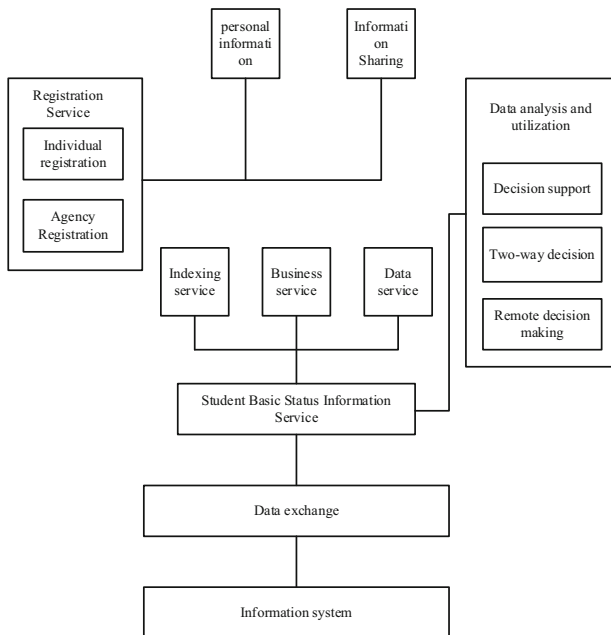 personal
informati
on
Informati
on
Sharing
Registration
Service
Individual
registration
Agency
Registration
Data analysis and
utilization
Decision support
Two-way decision
Remote decision
making
Indexing
service
Business
service
Data
service
Student Basic Status Information
Service
Data exchange
Information system